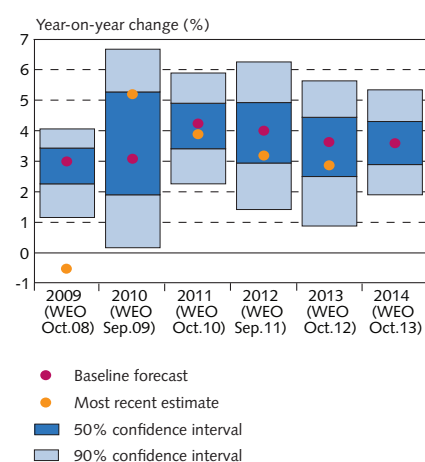 Year-on-year change (%)
7
6
5
4
3
2
1
0
-1
2009 2010 2011 2012 2013 2014
(WEO (WEO (WEO (WEO (WEO (WEO
Oct.08) Sep.09) Oct.10) Sep.11) Oct.12) Oct.13)
Baseline forecast
Most recent estimate
50% confidence interval
90% confidence interval